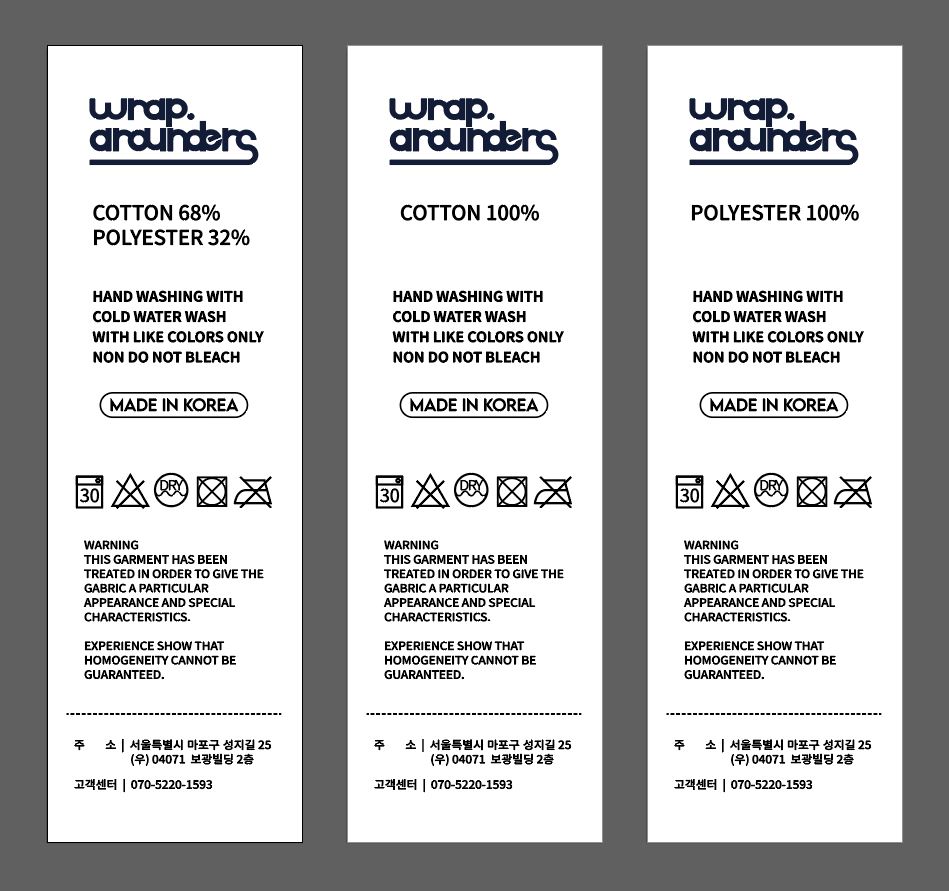 wrap.
arounders
COTTON 68%
POLYESTER 32%
HAND WASHING WITH
COLD WATER WASH
WITH LIKE COLORS ONLY
NON DO NOT BLEACH
MADE IN KOREA
30
DRY
WARNING
THIS GARMENT HAS BEEN
TREATED IN ORDER TO GIVE THE
GABRIC A PARTICULAR
APPEARANCE AND SPECIAL
CHARACTERISTICS.
EXPERIENCE SHOW THAT
HOMOGENEITY CANNOT BE
GUARANTEED.
주 소 | 서울특별시 마포구 성지길 25
(우) 04071 보광빌딩 2층
고객센터 | 070-5220-1593
wrap.
arounders
COTTON 100%
HAND WASHING WITH
COLD WATER WASH
WITH LIKE COLORS ONLY
NON DO NOT BLEACH
MADE IN KOREA
30
DRY
WARNING
THIS GARMENT HAS BEEN
TREATED IN ORDER TO GIVE THE
GABRIC A PARTICULAR
APPEARANCE AND SPECIAL
CHARACTERISTICS.
EXPERIENCE SHOW THAT
HOMOGENEITY CANNOT BE
GUARANTEED.
주 소 | 서울특별시 마포구 성지길 25
(우) 04071 보광빌딩 2층
고객센터 | 070-5220-1593
wrap.
arounders
POLYESTER 100%
HAND WASHING WITH
COLD WATER WASH
WITH LIKE COLORS ONLY
NON DO NOT BLEACH
MADE IN KOREA
30
DRY
WARNING
THIS GARMENT HAS BEEN
TREATED IN ORDER TO GIVE THE
GABRIC A PARTICULAR
APPEARANCE AND SPECIAL
CHARACTERISTICS.
EXPERIENCE SHOW THAT
HOMOGENEITY CANNOT BE
GUARANTEED.
주 소 | 서울특별시 마포구 성지길 25
(우) 04071 보광빌딩 2층
고객센터 | 070-5220-1593